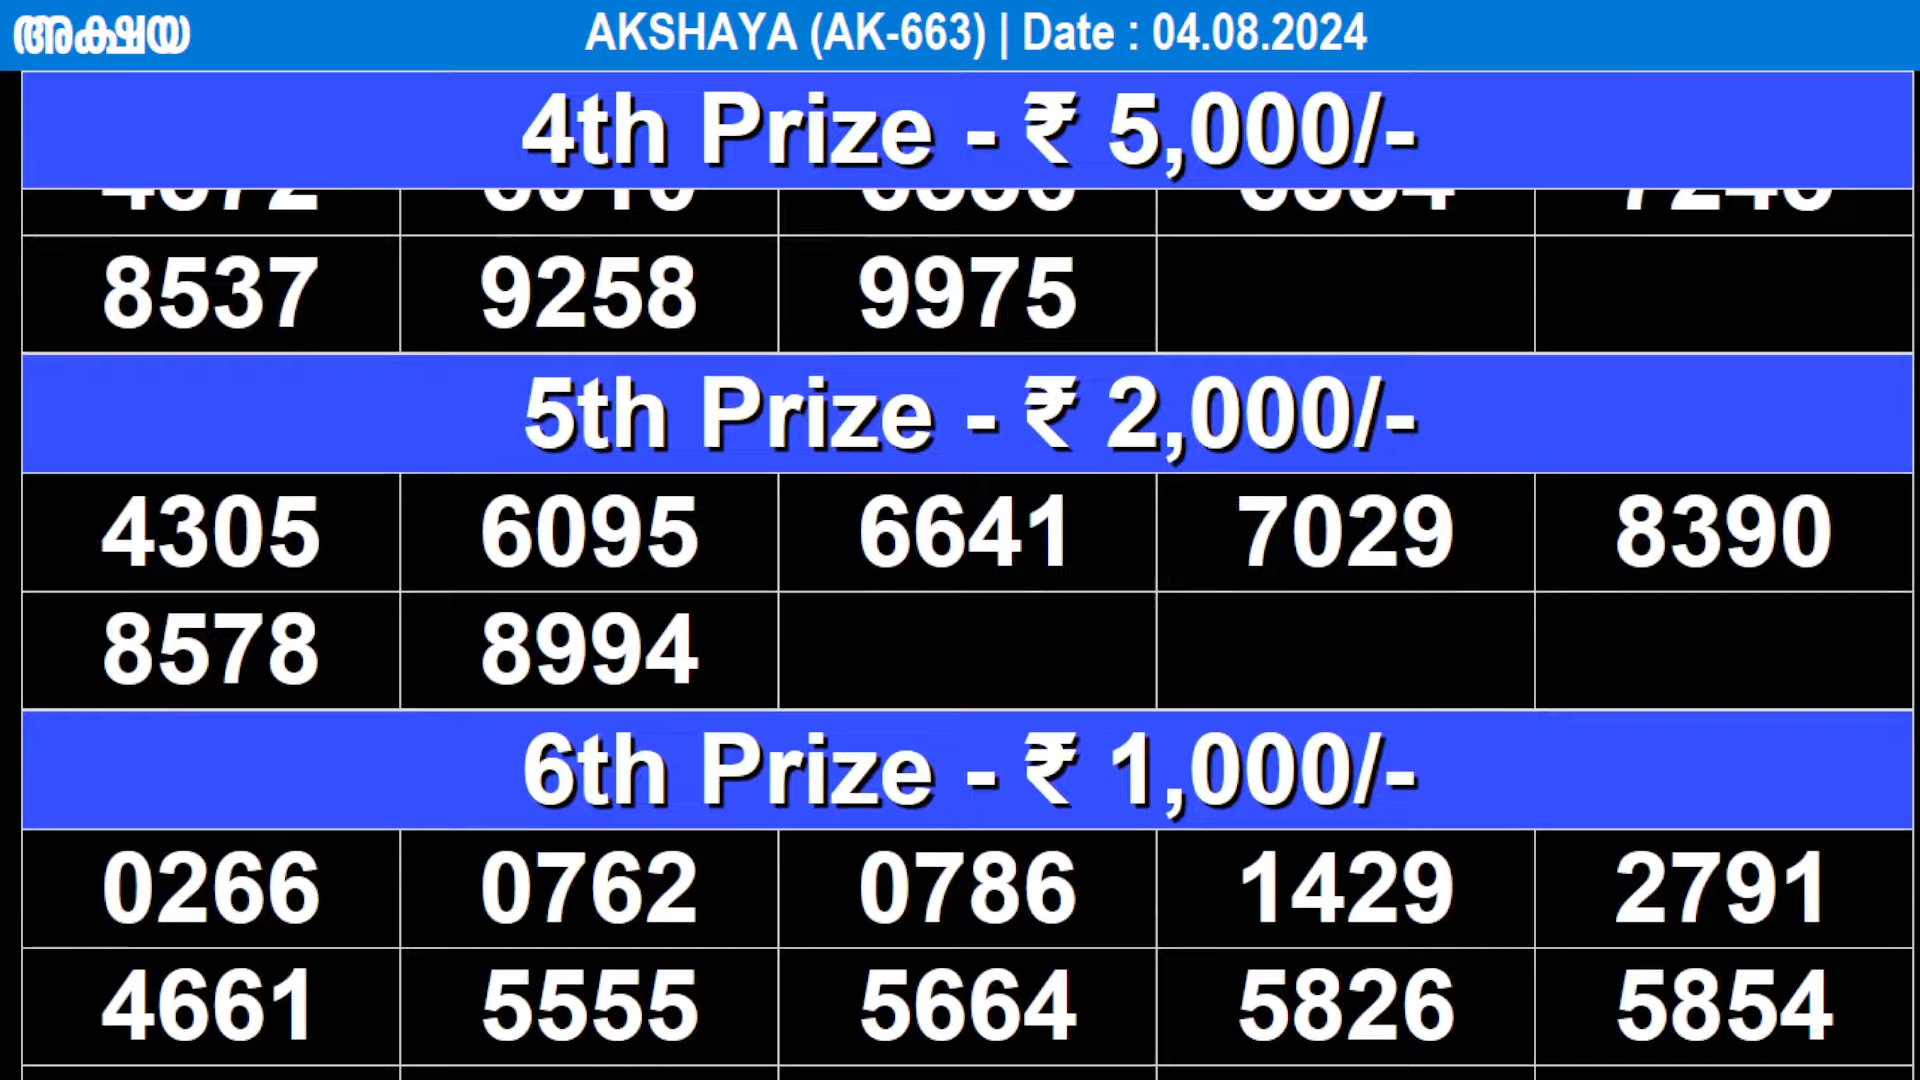 അക്ഷയ
AKSHAYA (AK-663) | Date : 04.08.2024
4th Prize - ₹ 5,000/-
8537 9258 9975
5th Prize - ₹ 2,000/-
4305 6095 6641 7029 8390
8578 8994
6th Prize - ₹ 1,000/-
0266 0762 0786 1429 2791
4661 5555 5664 5826 5854